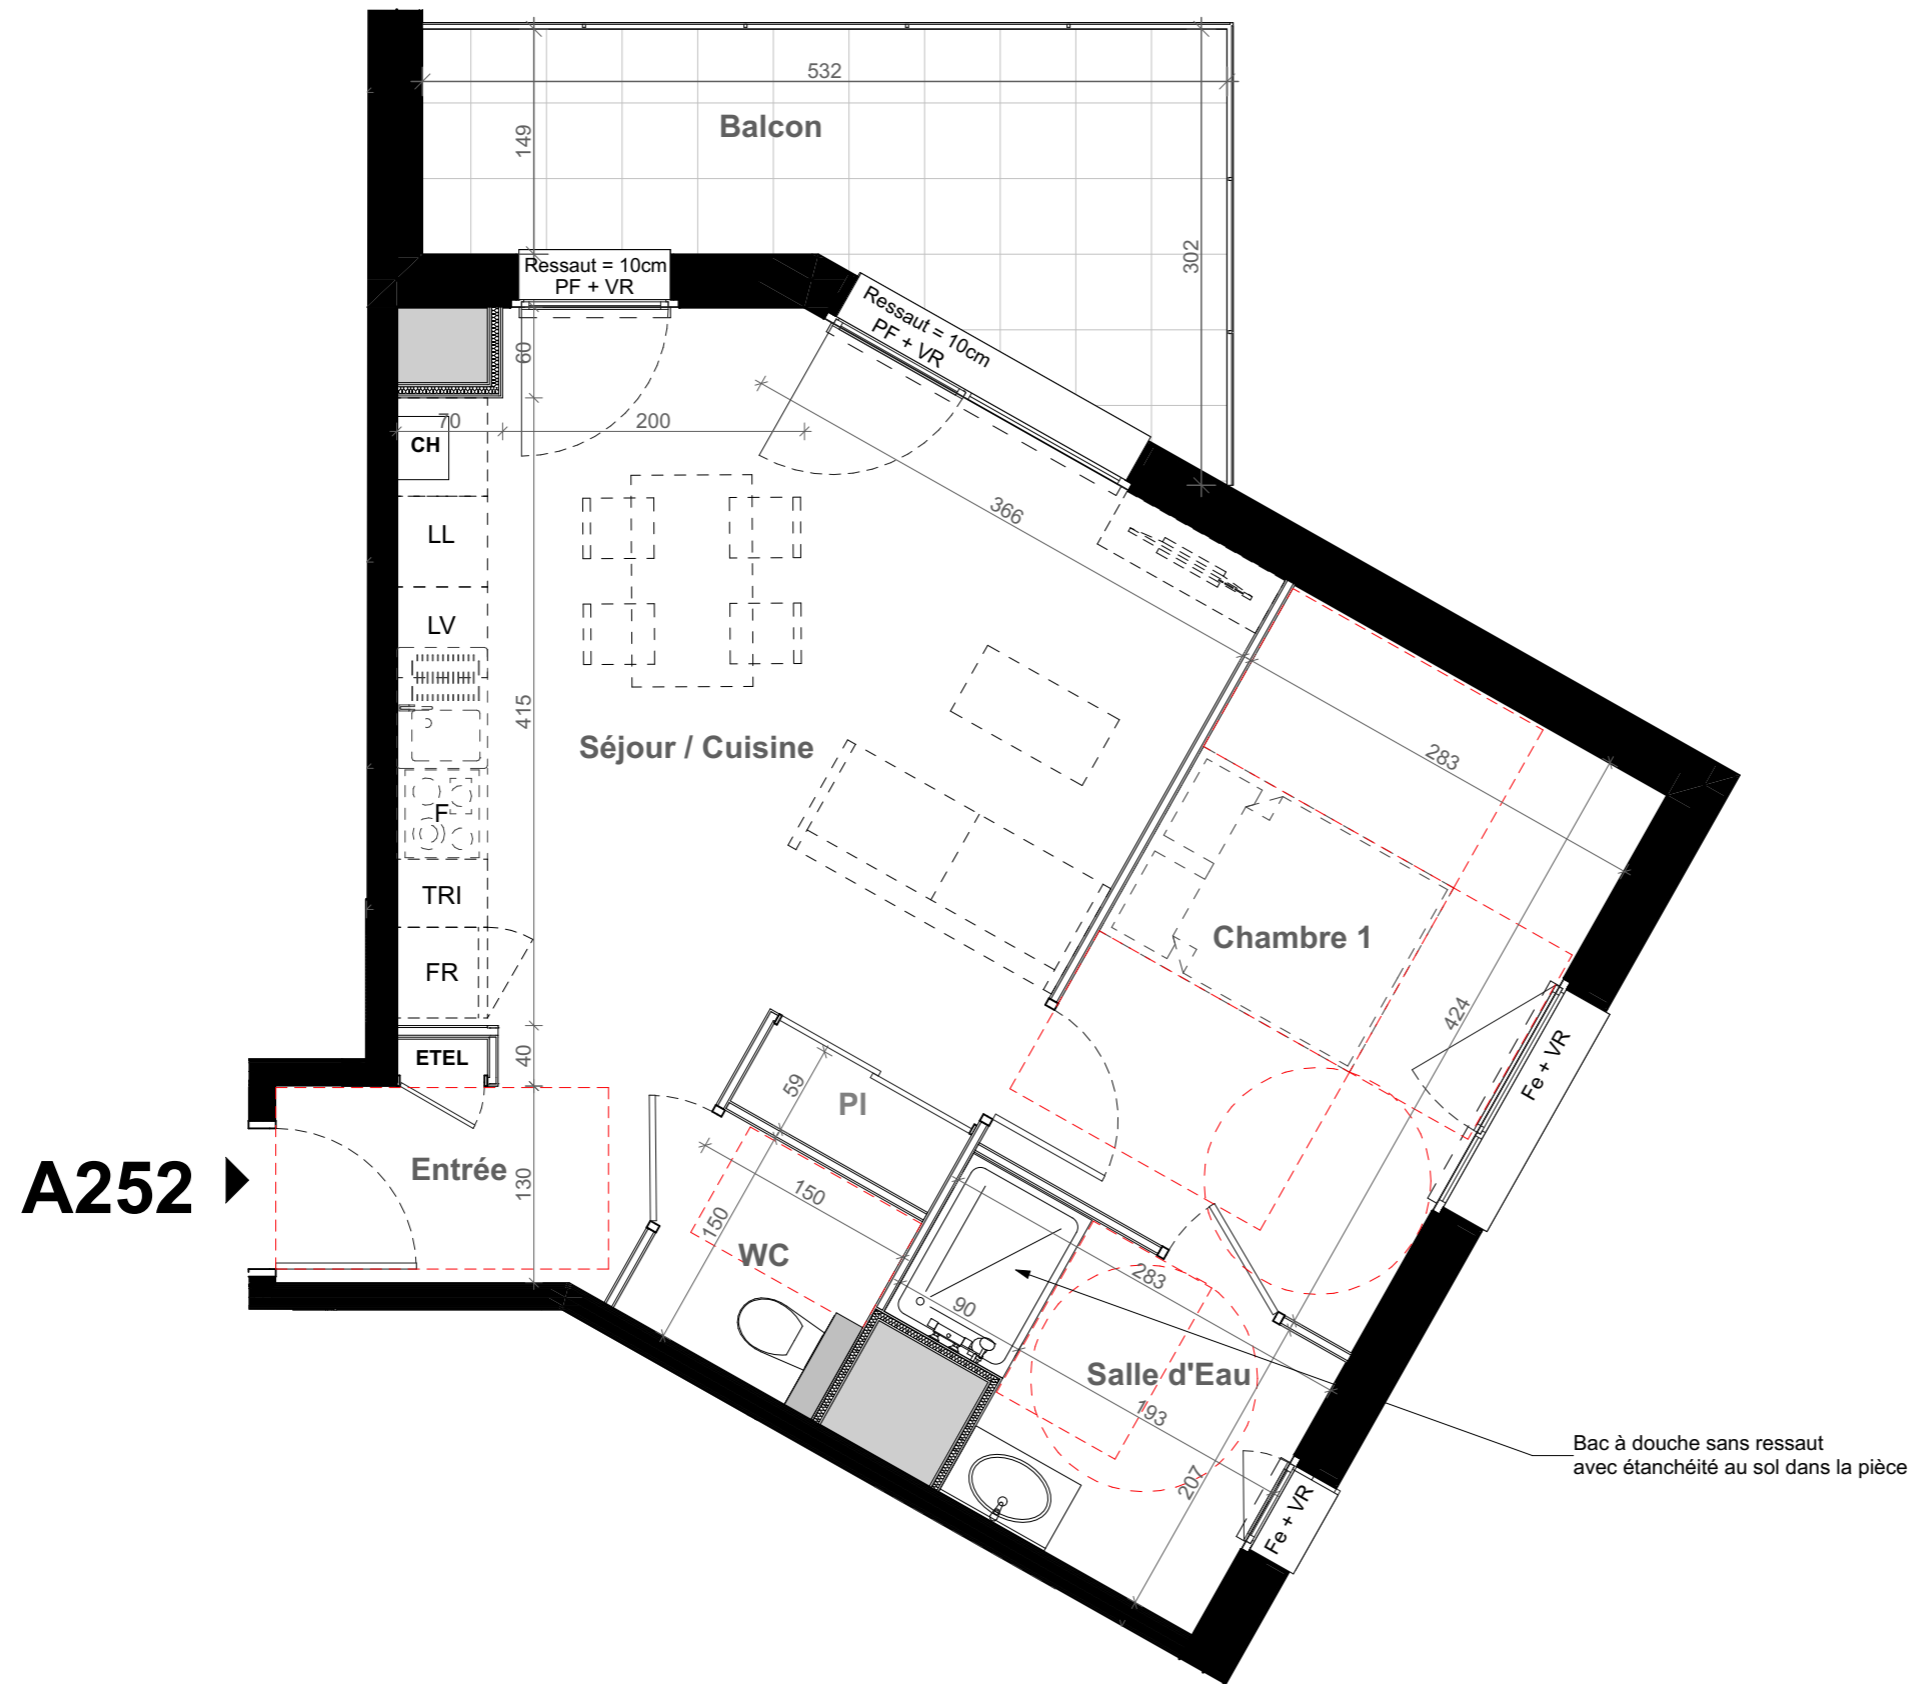 532
Balcon
149
302
Ressaut = 10cm
PF + VR
Ressaut = 10cm
PF + VR
60
70
200
CH
366
LL
LV
415
Séjour / Cuisine
283
F
TRI
Chambre 1
FR
424
ETEL
40
59
Pl
Fe + VR
A252
Entrée
130
150
150
WC
283
90
Salle d'Eau
193
207
Fe + VR
Bac à douche sans ressaut
avec étanchéité au sol dans la pièce